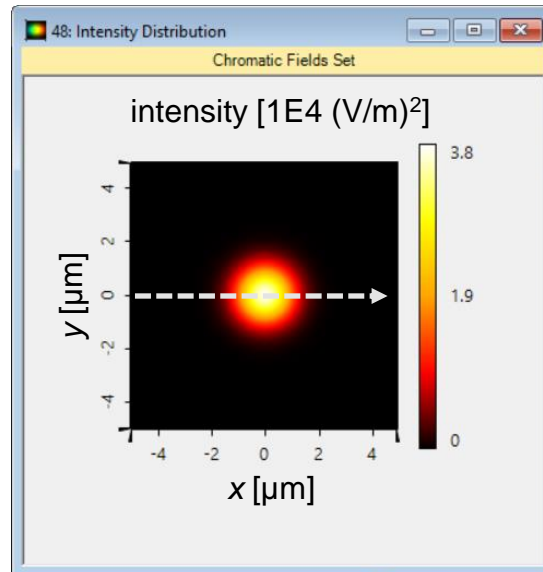 48: Intensity Distribution
Chromatic Fields Set
intensity [1E4 (V/m)²]
3.8
1.9
0
4
2
0
-2
-4
y [µm]
-4 -2 0 2 4
x [µm]